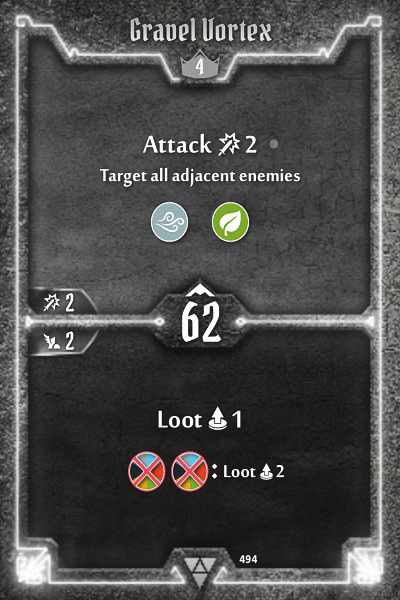 Gravel Vortex
4
Attack 2
Target all adjacent enemies
2
62
2
Loot 1
: Loot 2
494